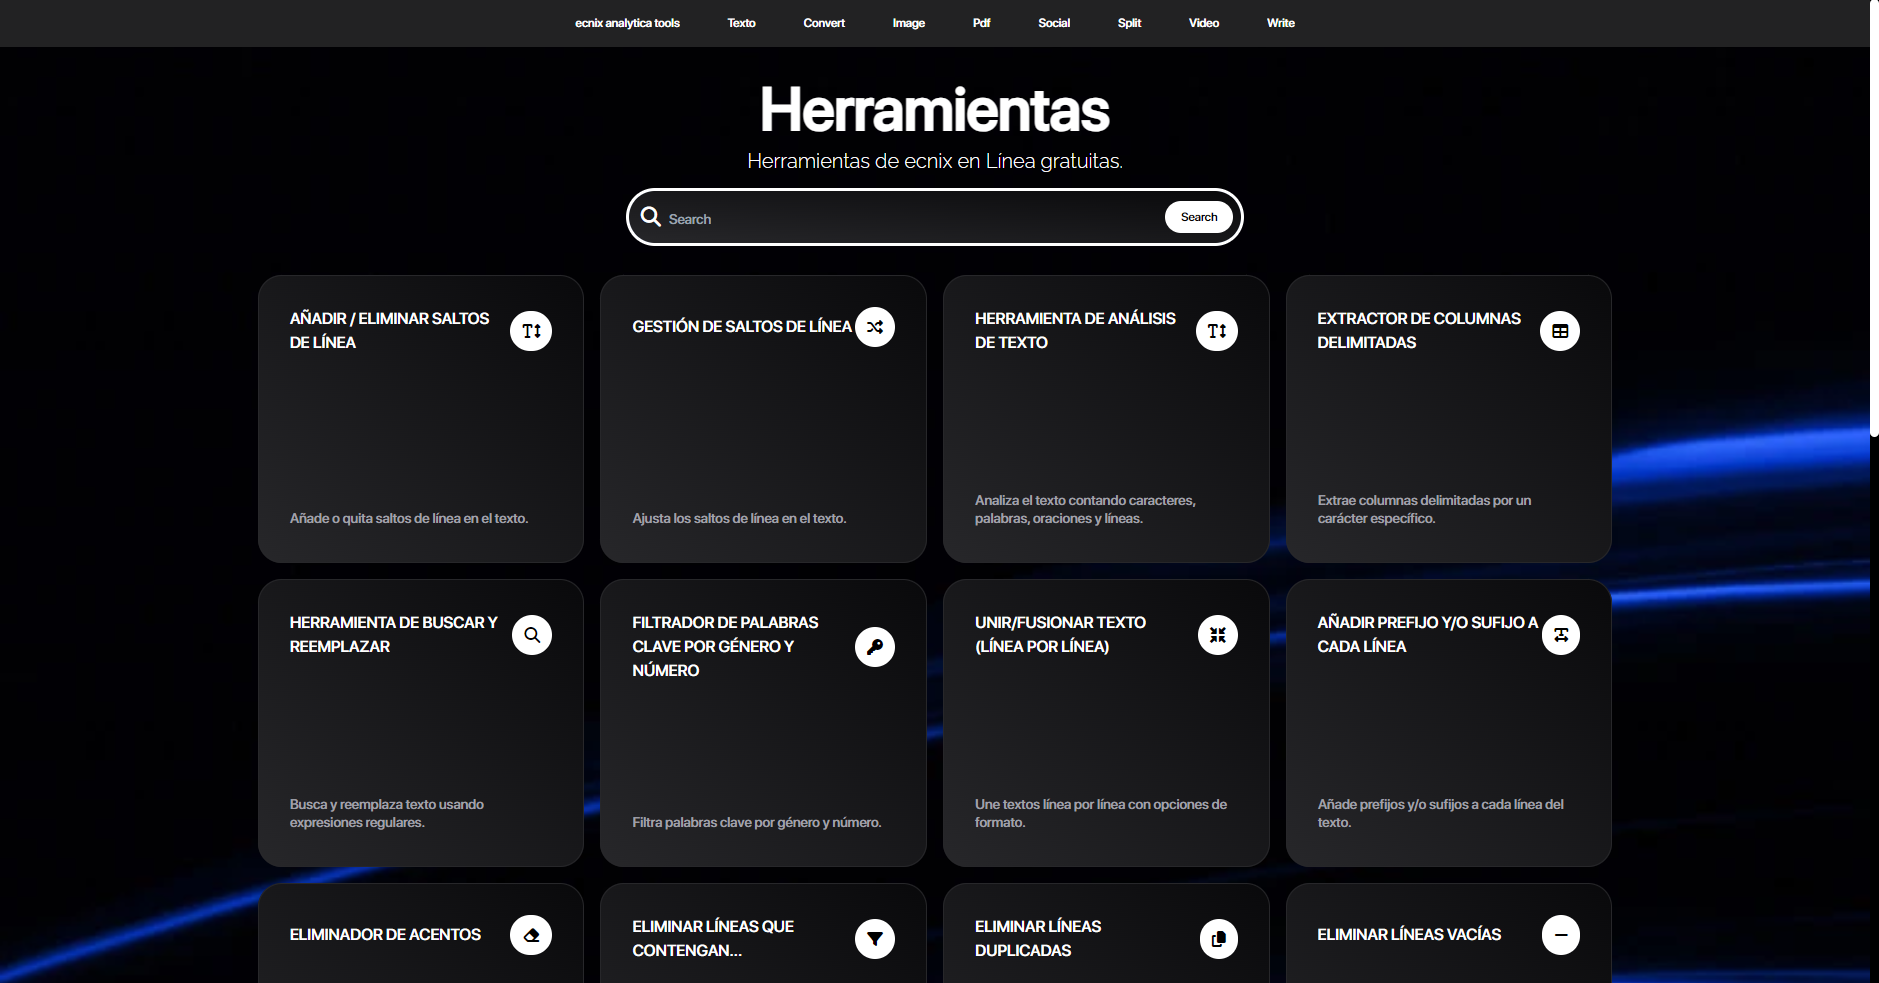 ecnix analytica tools
Texto
Convert
Image
Pdf
Social
Split
Video
Write
Herramientas
Herramientas de ecnix en Línea gratuitas.
Search
Search
AÑADIR / ELIMINAR SALTOS
DE LÍNEA
Añade o quita saltos de línea en el texto.
GESTIÓN DE SALTOS DE LÍNEA
Ajusta los saltos de línea en el texto.
HERRAMIENTA DE ANÁLISIS
DE TEXTO
Analiza el texto contando caracteres,
palabras, oraciones y líneas.
EXTRACTOR DE COLUMNAS
DELIMITADAS
Extrae columnas delimitadas por un
carácter específico.
HERRAMIENTA DE BUSCAR Y
REEMPLAZAR
Busca y reemplaza texto usando
expresiones regulares.
FILTRADOR DE PALABRAS
CLAVE POR GÉNERO Y
NÚMERO
Filtra palabras clave por género y número.
UNIR/FUSIONAR TEXTO
(LÍNEA POR LÍNEA)
Une textos línea por línea con opciones de
formato.
AÑADIR PREFIJO Y/O SUFIJO A
CADA LÍNEA
Añade prefijos y/o sufijos a cada línea del
texto.
ELIMINADOR DE ACENTOS
ELIMINAR LÍNEAS QUE
CONTENGAN...
ELIMINAR LÍNEAS
DUPLICADAS
ELIMINAR LÍNEAS VACÍAS